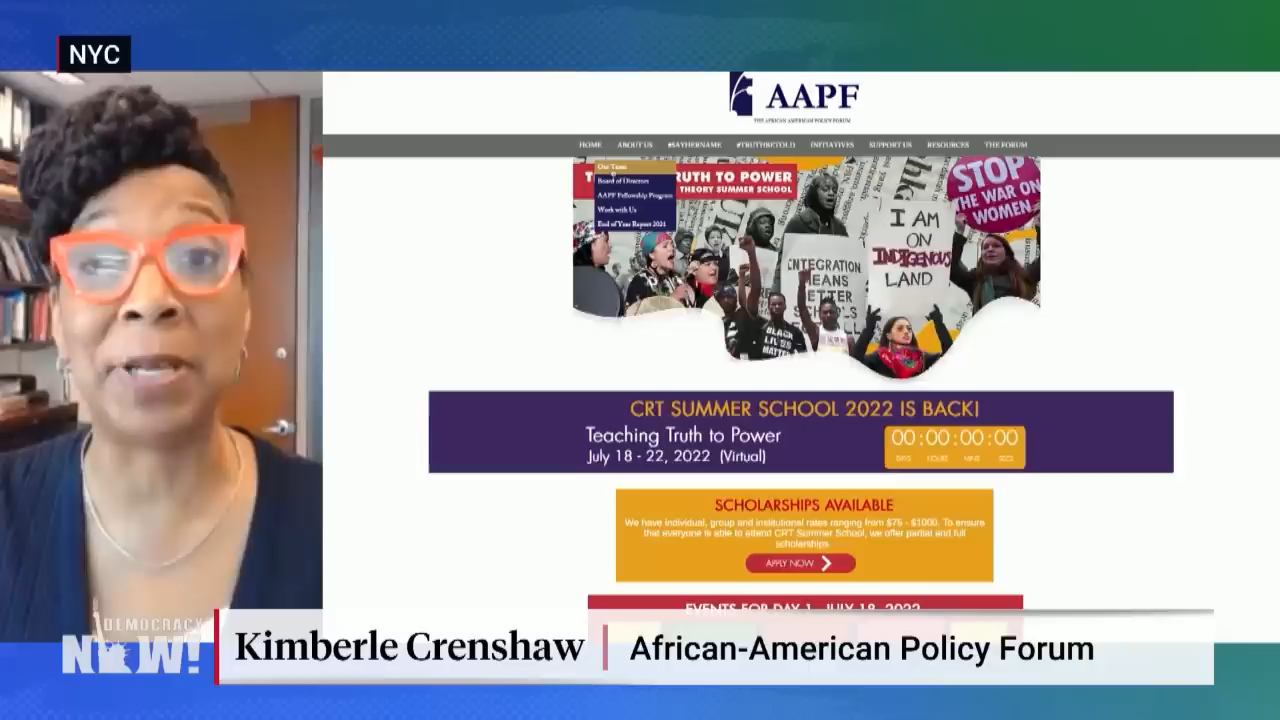 NYC
AAPF
THE AFRICAN AMERICAN POLICY FORUM
HOME ABOUT US #SAYHERNAME #TRUTHBETOLD INITIATIVES SUPPORT US RESOURCES THE FORUM
Our Team
Board of Directors
AAPF Fellowship Program
Work with Us
End of Year Report 2021
RUTH TO POWER
THEORY SUMMER SCHOOL
STOP
THE WAR ON
WOMEN
I AM
ON
INDIGENOUS
LAND
INTEGRATION
MEANS
BETTER
SCHOOLS
ALL
BLACK
LIVES
MATTER
CRT SUMMER SCHOOL 2022 IS BACK!
Teaching Truth to Power
July 18 - 22, 2022 (Virtual)
00:00:00:00
DAYS HOURS MINS SECS
SCHOLARSHIPS AVAILABLE
We have individual, group and institutional rates ranging from $75 - $1000. To ensure
that everyone is able to attend CRT Summer School, we offer partial and full
scholarships.
APPLY NOW
EVENTS FOR DAY 1 - JULY 18, 2022
DEMOCRACY
NOW!
Kimberle Crenshaw
African-American Policy Forum